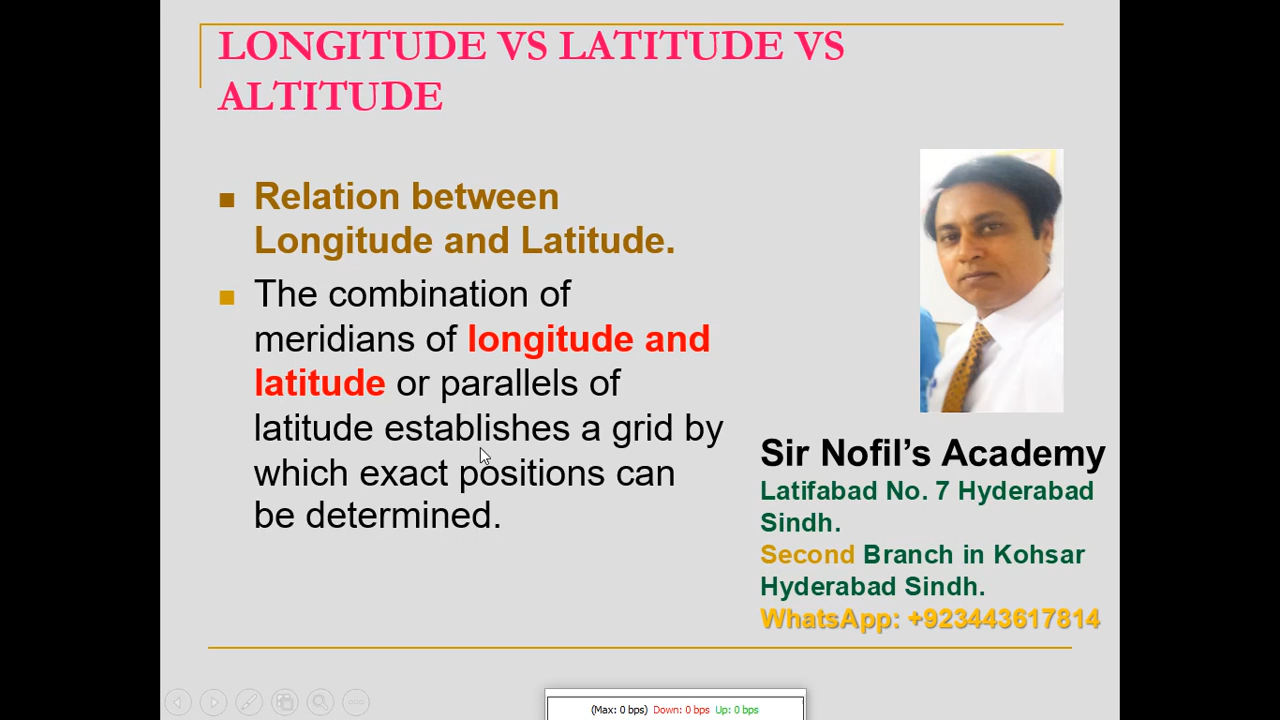 LONGITUDE VS LATITUDE VS
ALTITUDE
Relation between
Longitude and Latitude.
The combination of
meridians of longitude and
latitude or parallels of
latitude establishes a grid by
which exact positions can
be determined.
Sir Nofil’s Academy
Latifabad No. 7 Hyderabad
Sindh.
Second Branch in Kohsar
Hyderabad Sindh.
WhatsApp: +923443617814
(Max: 0 bps) Down: 0 bps Up: 0 bps